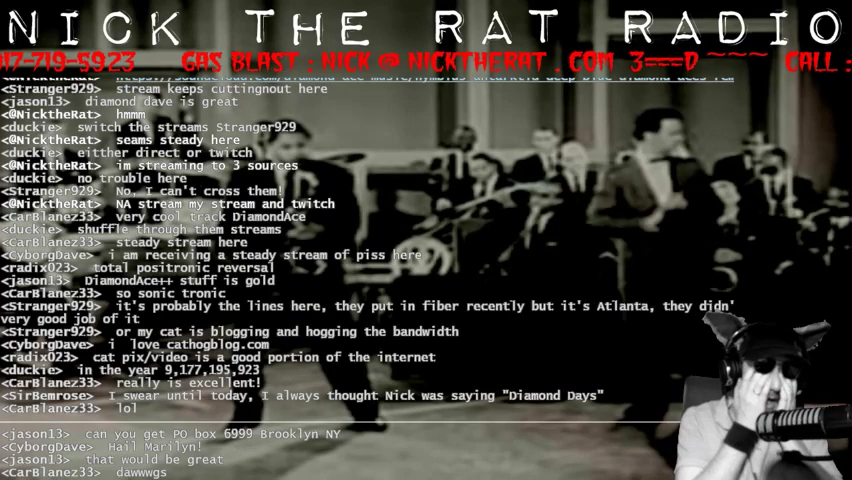 NICK THE RAT RADIO
17-719-5923 GAS BLAST : NICK @ NICKTHERAT . COM 3===D ~~~ CALL :
<Stranger929> stream keeps cuttingnout here
<jason13> diamond dave is great
<@NicktheRat> hmmm
<duckie> switch the streams Stranger929
<@NicktheRat> seams steady here
<duckie> eitther direct or twitch
<@NicktheRat> im streaming to 3 sources
<duckie> no trouble here
<Stranger929> No, I can't cross them!
<@NicktheRat> NA stream my stream and twitch
<CarBlanez33> very cool track DiamondAce
<duckie> shuffle through them streams
<CarBlanez33> steady stream here
<CyborgDave> i am receiving a steady stream of piss here
<radix023> total positronic reversal
<jason13> DiamondAce++ stuff is gold
<CarBlanez33> so sonic tronic
<Stranger929> it's probably the lines here, they put in fiber recently but it's Atlanta, they didn'
very good job of it
<Stranger929> or my cat is blogging and hogging the bandwidth
<CyborgDave> i love cathogblog.com
<radix023> cat pix/video is a good portion of the internet
<duckie> in the year 9,177,195,923
<CarBlanez33> really is excellent!
<SirBemrose> I swear until today, I always thought Nick was saying "Diamond Days"
<CarBlanez33> lol
<jason13> can you get PO box 6999 Brooklyn NY
<CyborgDave> Hail Marilyn!
<jason13> that would be great
<CarBlanez33> dawwwgs